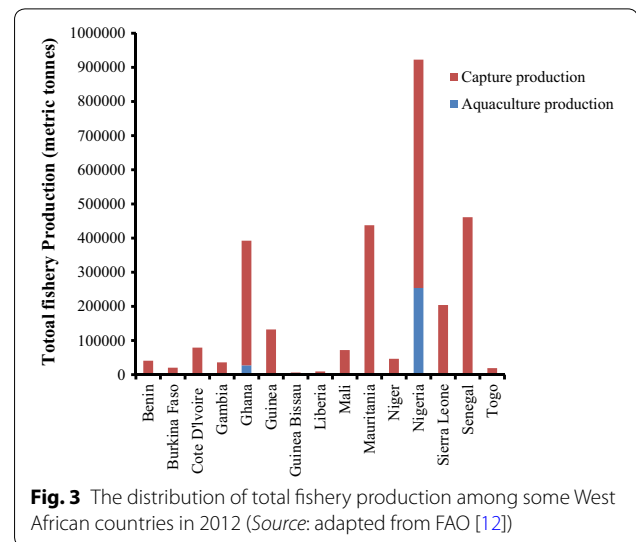 Totoal fishery Production (metric tonnes)
1000000
900000
800000
700000
600000
500000
400000
300000
200000
100000
0
Capture production
Aquaculture production
Benin
Burkina Faso
Cote D'Ivoire
Gambia
Ghana
Guinea
Guinea Bissau
Liberia
Mali
Mauritania
Niger
Nigeria
Sierra Leone
Senegal
Togo
Fig. 3 The distribution of total fishery production among some West
African countries in 2012 (Source: adapted from FAO [12])